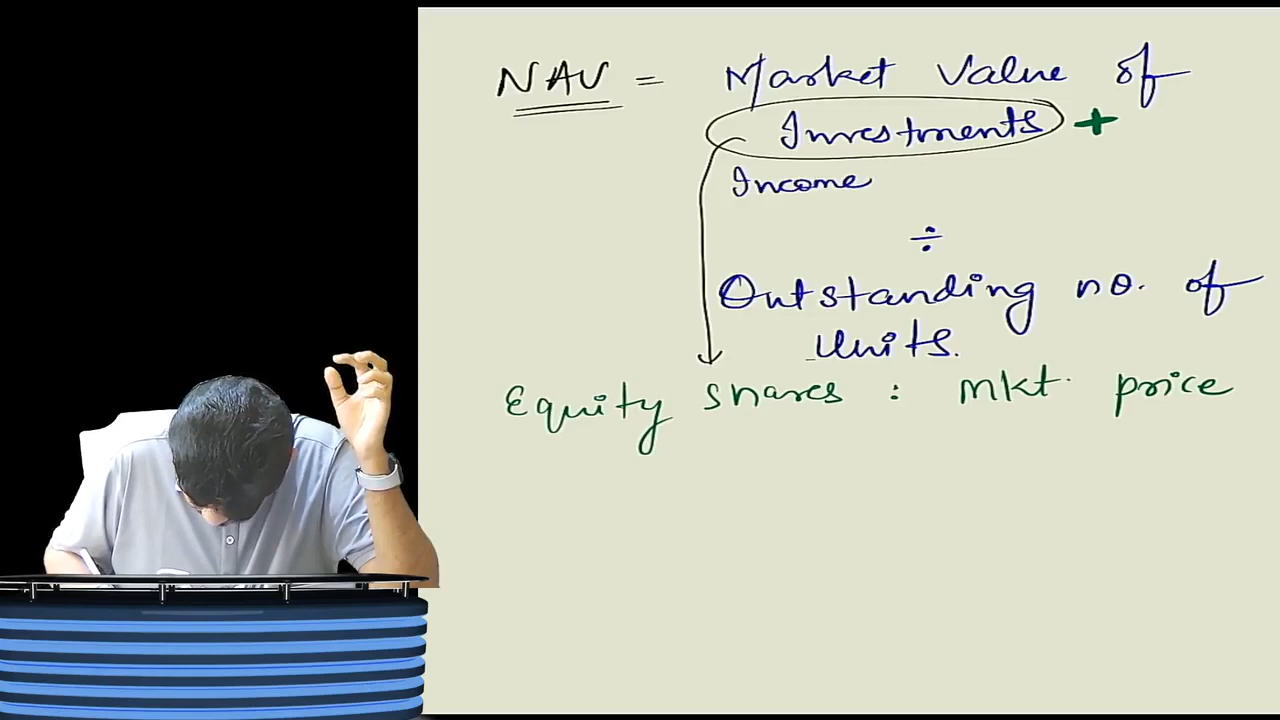 NAV = Market Value of
Investments +
Income
÷
Outstanding no. of
Units.
Equity shares : Mkt. price